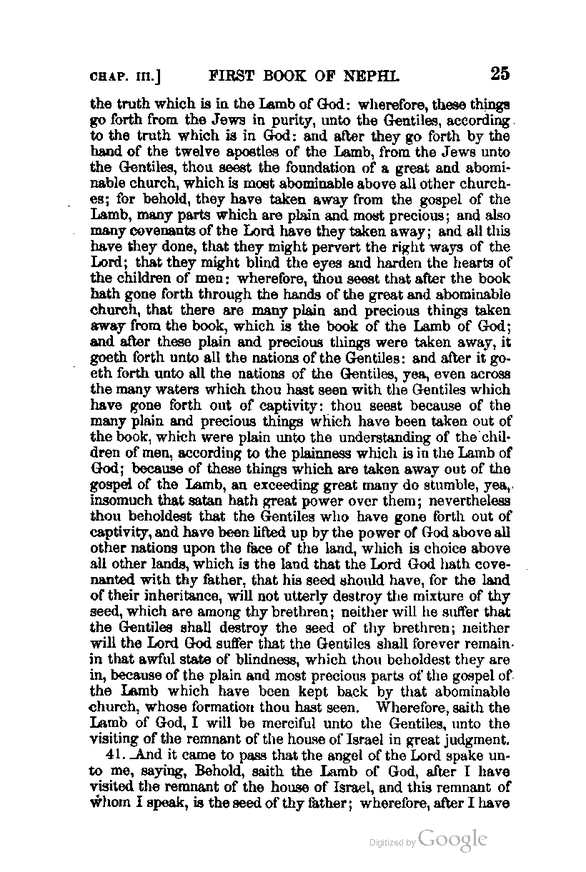 CHAP. III.] FIRST BOOK OF NEPHI. 25
the truth which is in the Lamb of God: wherefore, these things
go forth from the Jews in purity, unto the Gentiles, according
to the truth which is in God: and after they go forth by the
hand of the twelve apostles of the Lamb, from the Jews unto
the Gentiles, thou seest the foundation of a great and abomi-
nable church, which is most abominable above all other church-
es; for behold, they have taken away from the gospel of the
Lamb, many parts which are plain and most precious; and also
many covenants of the Lord have they taken away; and all this
have they done, that they might pervert the right ways of the
Lord; that they might blind the eyes and harden the hearts of
the children of men: wherefore, thou seest that after the book
hath gone forth through the hands of the great and abominable
church, that there are many plain and precious things taken
away from the book, which is the book of the Lamb of God;
and after these plain and precious things were taken away, it
goeth forth unto all the nations of the Gentiles: and after it go-
eth forth unto all the nations of the Gentiles, yea, even across
the many waters which thou hast seen with the Gentiles which
have gone forth out of captivity: thou seest because of the
many plain and precious things which have been taken out of
the book, which were plain unto the understanding of the chil-
dren of men, according to the plainness which is in the Lamb of
God; because of these things which are taken away out of the
gospel of the Lamb, an exceeding great many do stumble, yea,
insomuch that satan hath great power over them; nevertheless
thou beholdest that the Gentiles who have gone forth out of
captivity, and have been lifted up by the power of God above all
other nations upon the face of the land, which is choice above
all other lands, which is the land that the Lord God hath cove-
nanted with thy father, that his seed should have, for the land
of their inheritance, will not utterly destroy the mixture of thy
seed, which are among thy brethren; neither will he suffer that
the Gentiles shall destroy the seed of thy brethren; neither
will the Lord God suffer that the Gentiles shall forever remain
in that awful state of blindness, which thou beholdest they are
in, because of the plain and most precious parts of the gospel of
the Lamb which have been kept back by that abominable
church, whose formation thou hast seen. Wherefore, saith the
Lamb of God, I will be merciful unto the Gentiles, unto the
visiting of the remnant of the house of Israel in great judgment.
41. And it came to pass that the angel of the Lord spake un-
to me, saying, Behold, saith the Lamb of God, after I have
visited the remnant of the house of Israel, and this remnant of
whom I speak, is the seed of thy father; wherefore, after I have
Digitized by Google